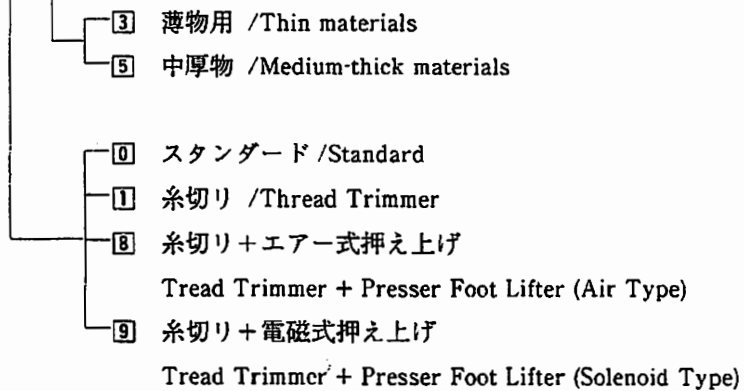 3 薄物用 /Thin materials
5 中厚物 /Medium-thick materials
0 スタンダード /Standard
1 糸切リ /Thread Trimmer
8 糸切リ+エアー式押え上げ
Tread Trimmer + Presser Foot Lifter (Air Type)
9 糸切リ+電磁式押え上げ
Tread Trimmer + Presser Foot Lifter (Solenoid Type)